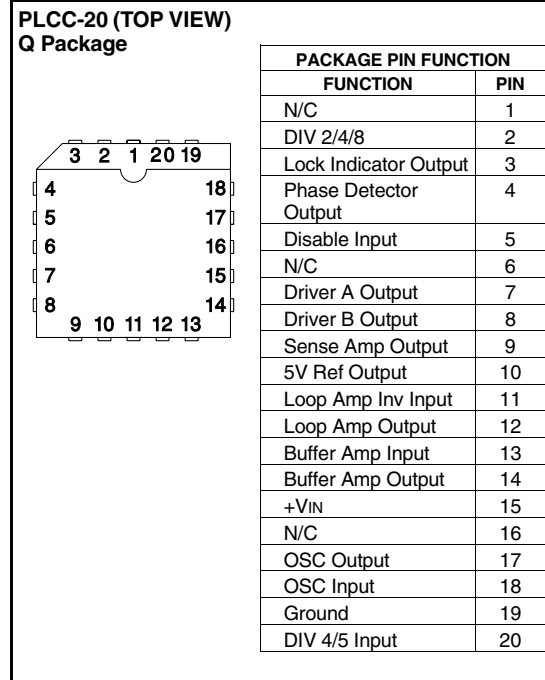 PLCC-20 (TOP VIEW)
Q Package
3 2 1 20 19
4 18
5 17
6 16
7 15
8 14
9 10 11 12 13
PACKAGE PIN FUNCTION
FUNCTION PIN
N/C 1
DIV 2/4/8 2
Lock Indicator Output 3
Phase Detector 4
Output
Disable Input 5
N/C 6
Driver A Output 7
Driver B Output 8
Sense Amp Output 9
5V Ref Output 10
Loop Amp Inv Input 11
Loop Amp Output 12
Buffer Amp Input 13
Buffer Amp Output 14
+VIN 15
N/C 16
OSC Output 17
OSC Input 18
Ground 19
DIV 4/5 Input 20